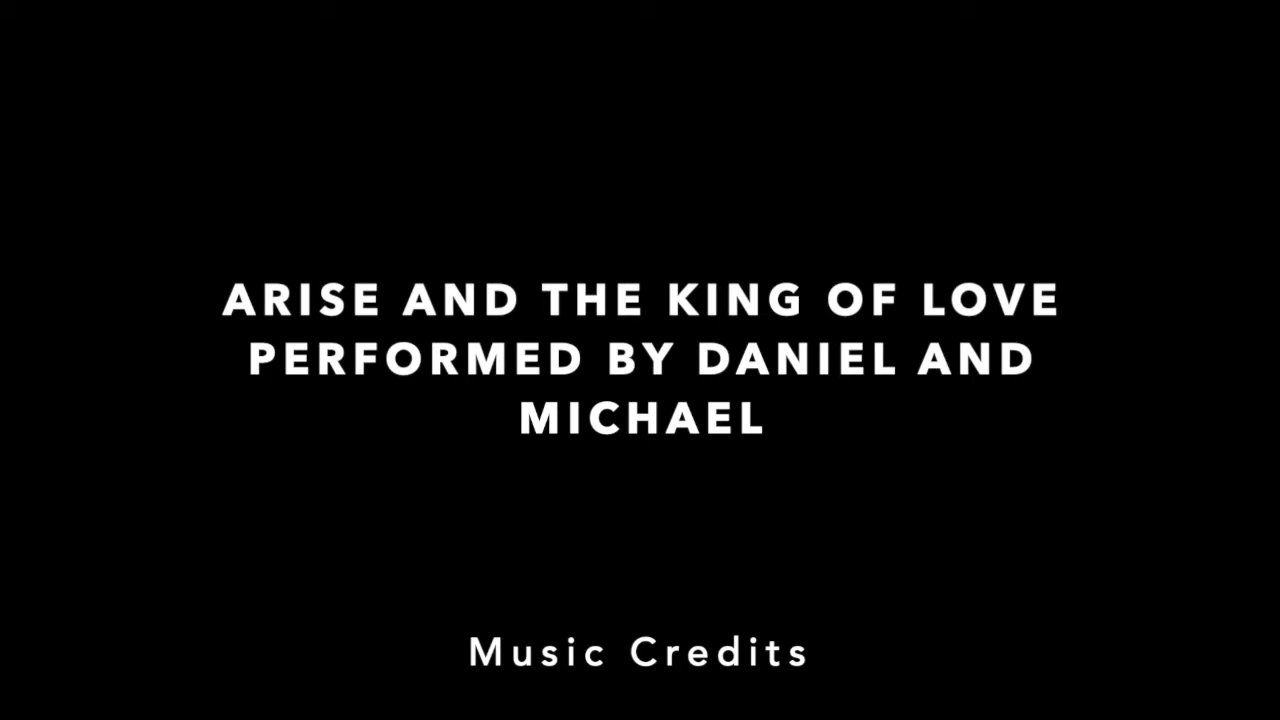 ARISE AND THE KING OF LOVE
PERFORMED BY DANIEL AND
MICHAEL
Music Credits